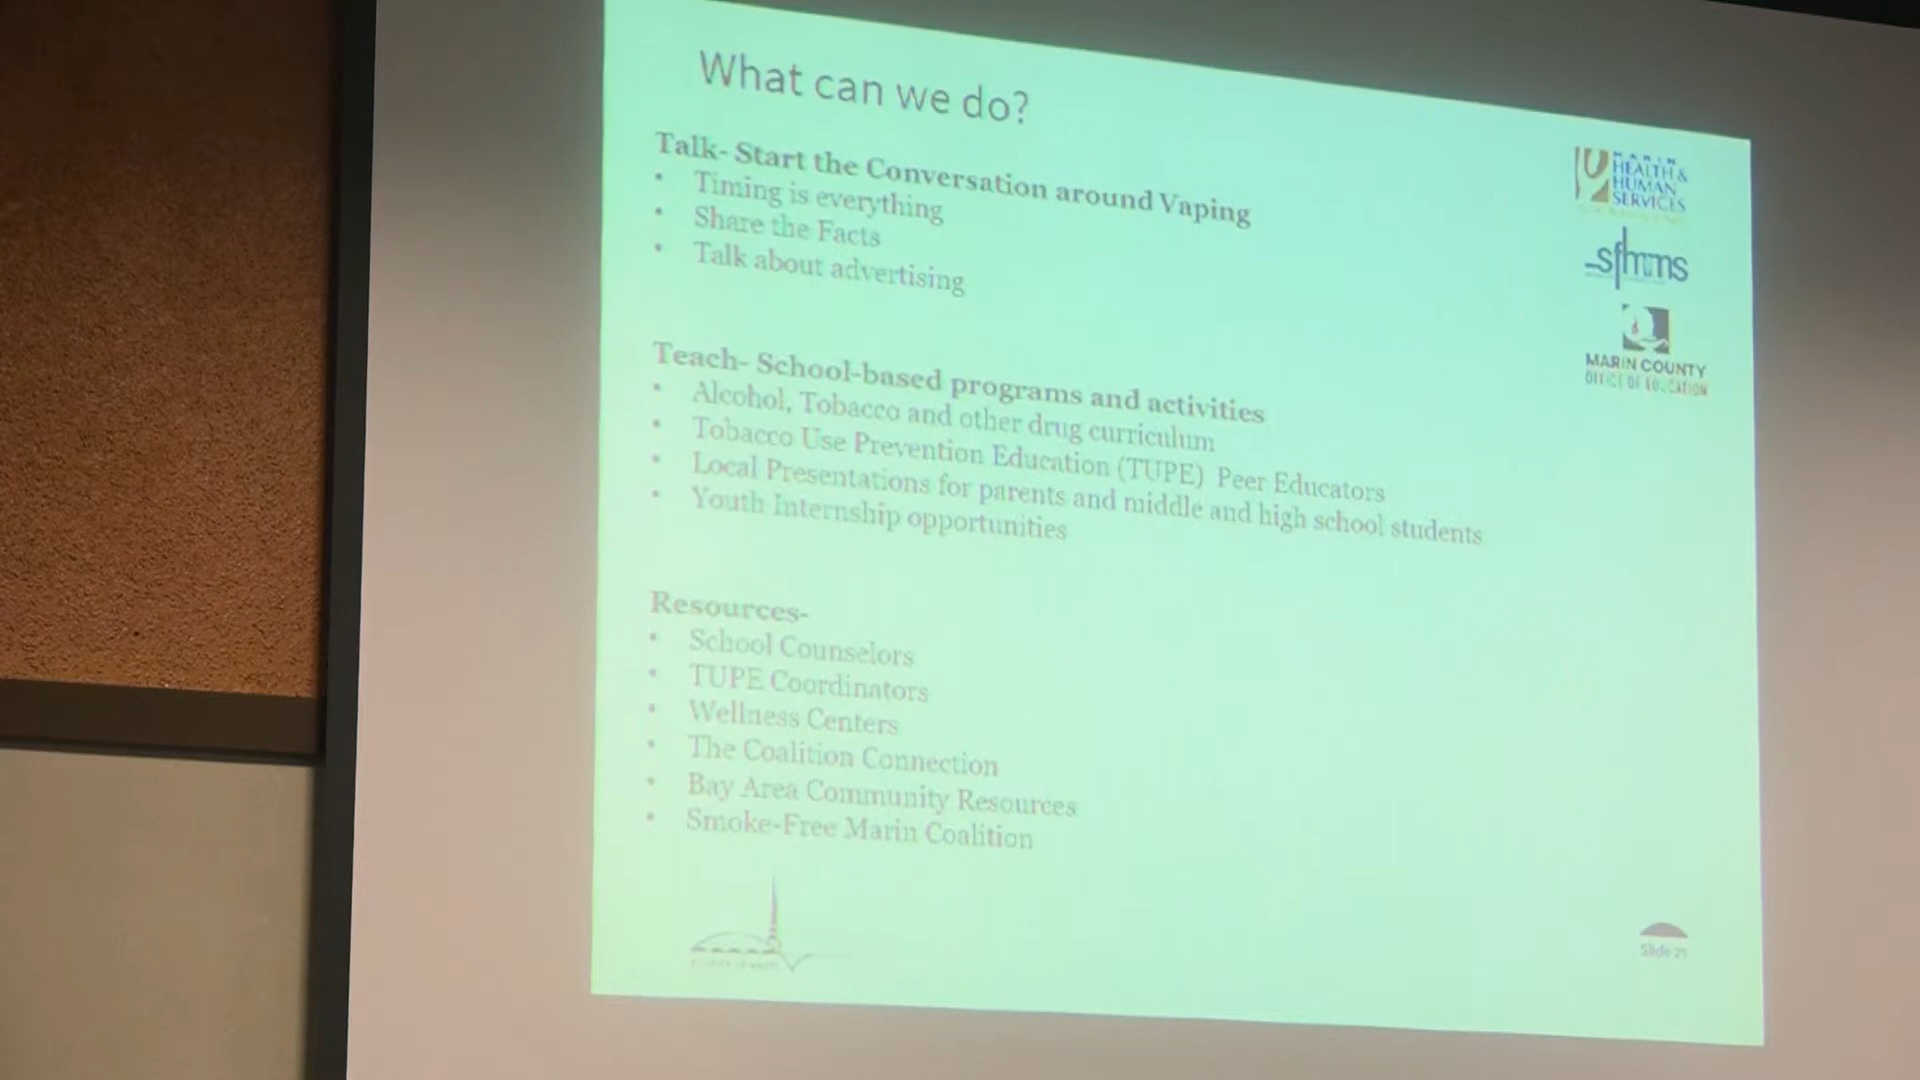 What can we do?
Talk- Start the Conversation around Vaping
• Timing is everything
• Share the Facts
• Talk about advertising
Teach- School-based programs and activities
• Alcohol, Tobacco and other drug curriculum
• Tobacco Use Prevention Education (TUPE) Peer Educators
• Local Presentations for parents and middle and high school students
• Youth Internship opportunities
Resources-
• School Counselors
• TUPE Coordinators
• Wellness Centers
• The Coalition Connection
• Bay Area Community Resources
• Smoke-Free Marin Coalition
MARIN
HEALTH &
HUMAN
SERVICES
sfmms
MARIN COUNTY
OFFICE OF EDUCATION
Slide